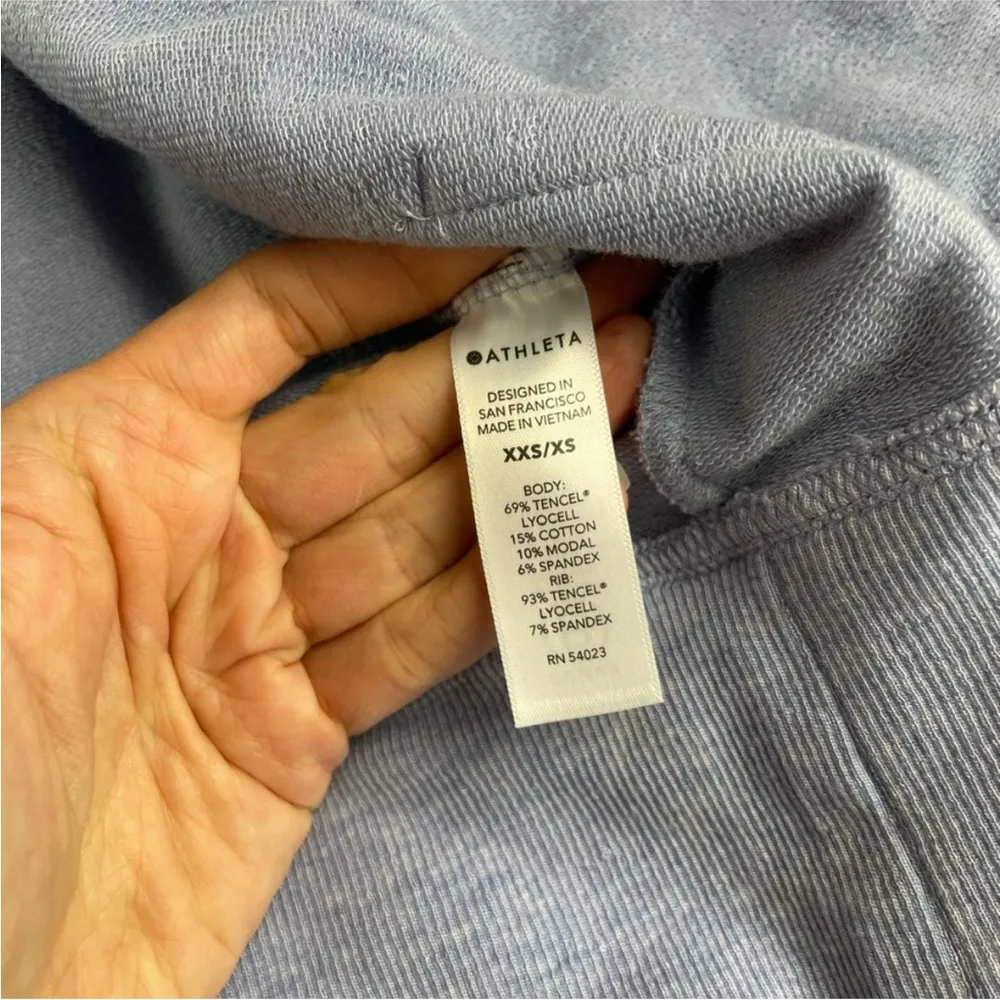 ATHLETA
DESIGNED IN
SAN FRANCISCO
MADE IN VIETNAM
XXS/XS
BODY:
69% TENCEL®
LYOCELL
15% COTTON
10% MODAL
6% SPANDEX
RIB:
93% TENCEL®
LYOCELL
7% SPANDEX
RN 54023